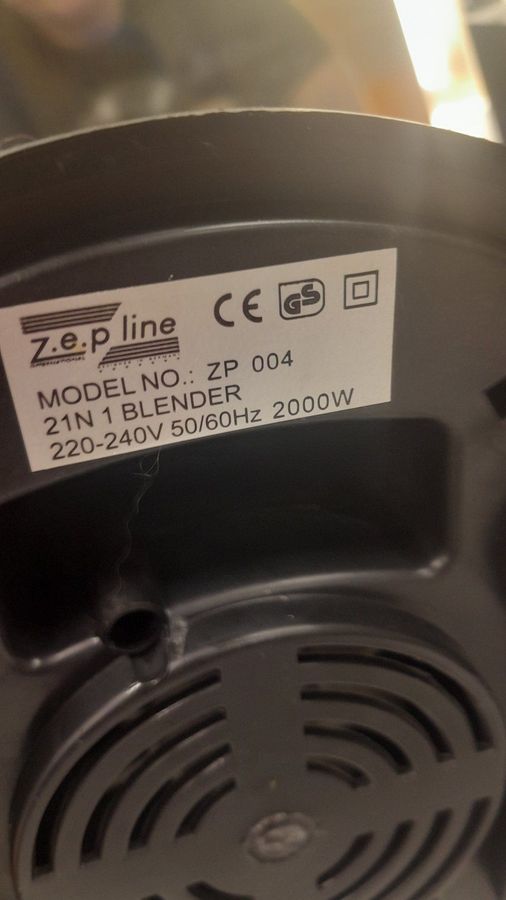 z.e.p line
CE GS
MODEL NO.: ZP 004
21N 1 BLENDER
220-240V 50/60Hz 2000W